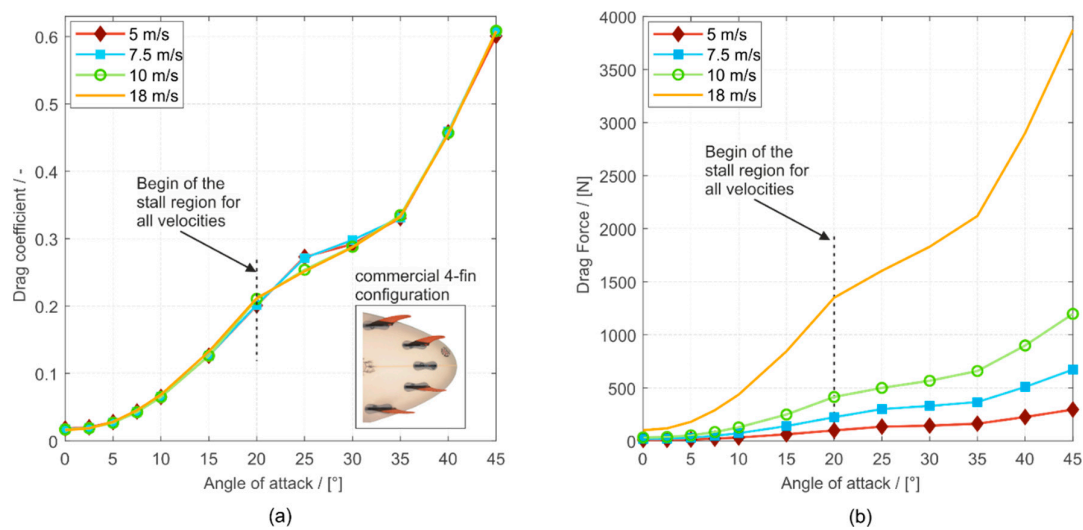 0.6
0.5
0.4
0.3
0.2
0.1
0
Drag coefficient / -
5 m/s
7.5 m/s
10 m/s
18 m/s
Begin of the
stall region for
all velocities
commercial 4-fin
configuration
0 5 10 15 20 25 30 35 40 45
Angle of attack / [°]
(a)
4000
3500
3000
2500
2000
1500
1000
500
0
Drag Force / [N]
5 m/s
7.5 m/s
10 m/s
18 m/s
Begin of the
stall region for
all velocities
0 5 10 15 20 25 30 35 40 45
Angle of attack / [°]
(b)